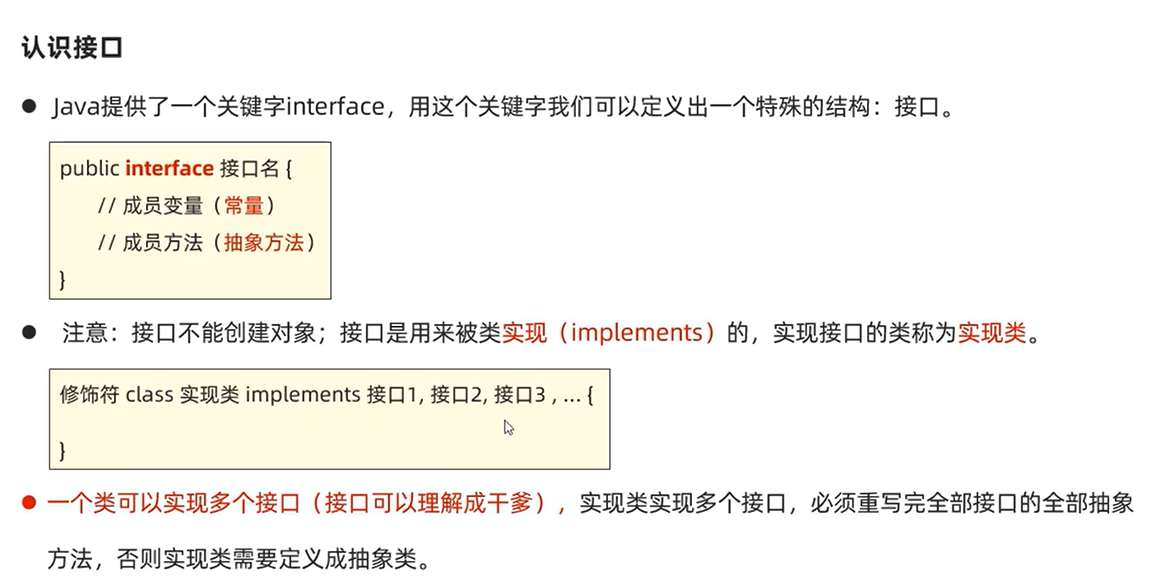 认识接口
● Java提供了一个关键字interface，用这个关键字我们可以定义出一个特殊的结构：接口。
public interface 接口名 {
// 成员变量（常量）
// 成员方法（抽象方法）
}
● 注意：接口不能创建对象；接口是用来被类实现（implements）的，实现接口的类称为实现类。
修饰符 class 实现类 implements 接口1, 接口2, 接口3 , ... {
}
● 一个类可以实现多个接口（接口可以理解成干爹），实现类实现多个接口，必须重写完全部接口的全部抽象
方法，否则实现类需要定义成抽象类。